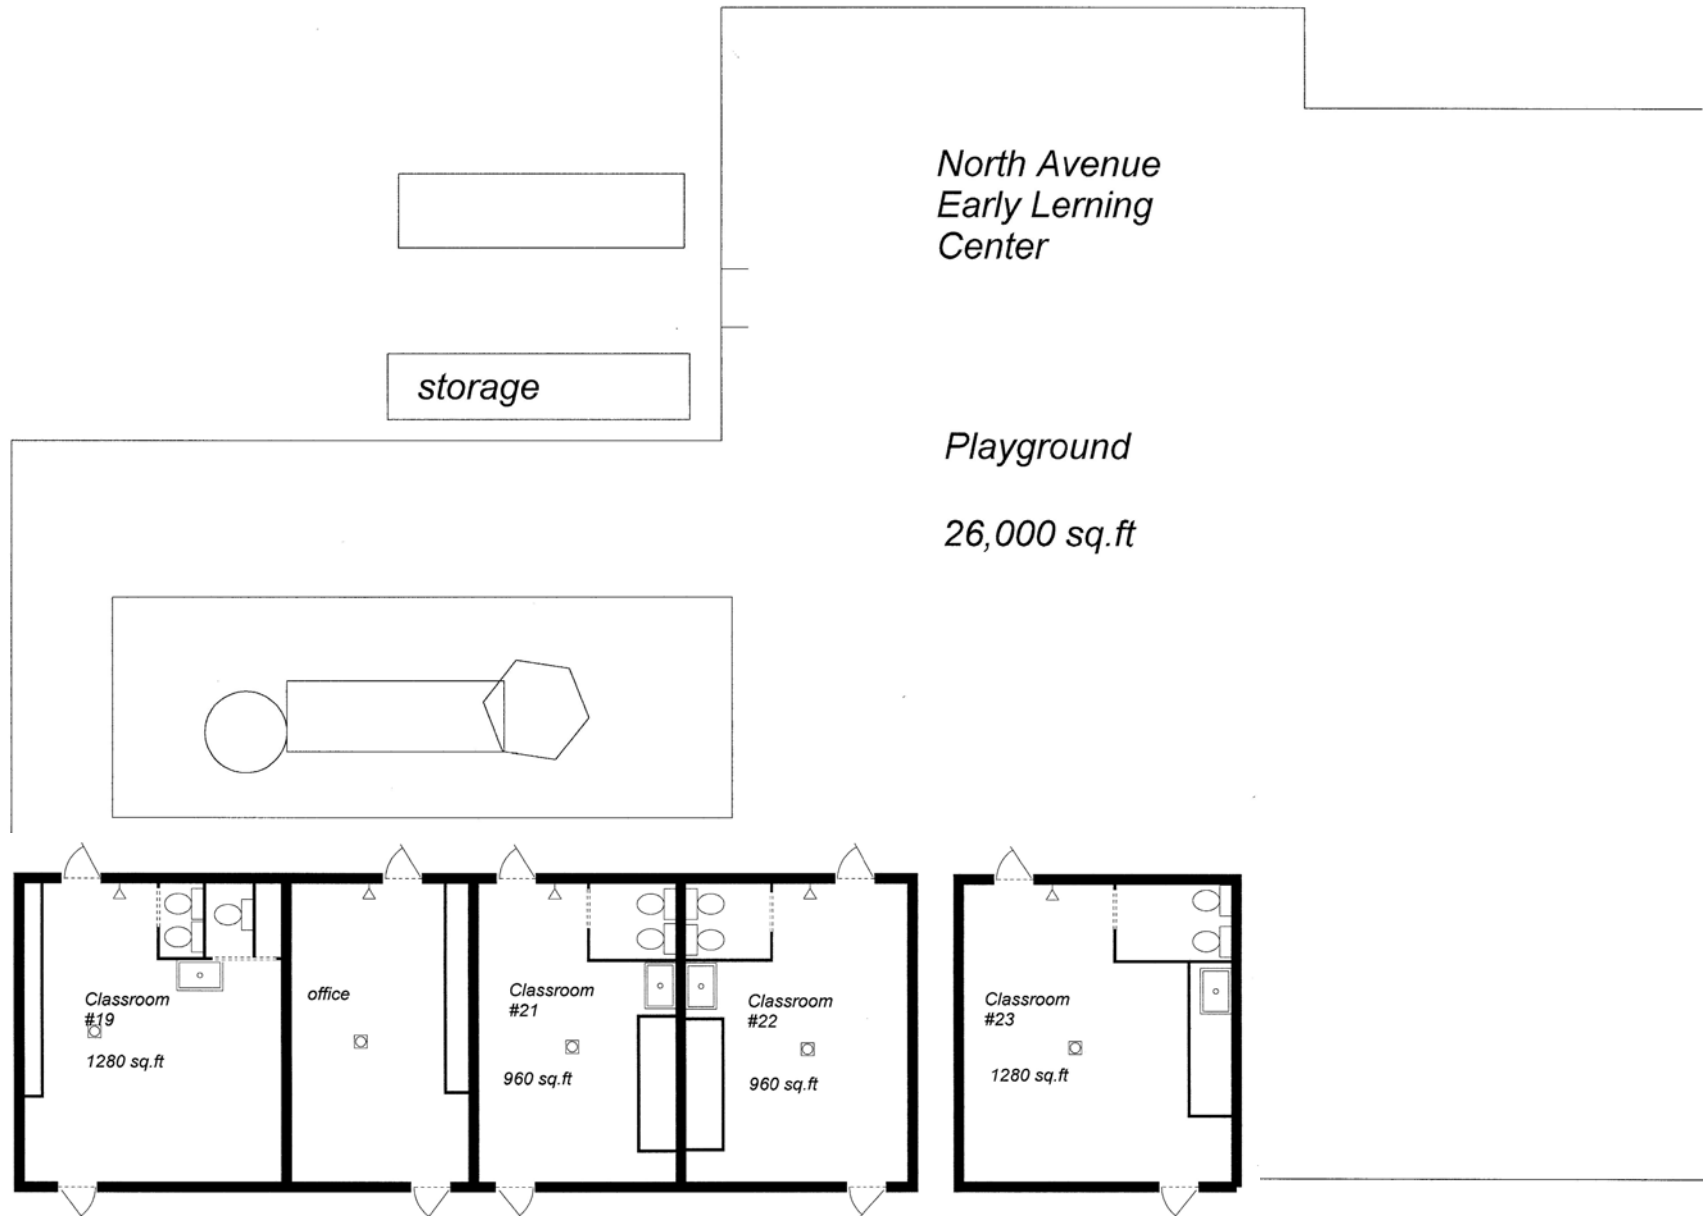 North Avenue
Early Lerning
Center
storage
Playground
26,000 sq.ft
Classroom
#19
1280 sq.ft
office
Classroom
#21
960 sq.ft
Classroom
#22
960 sq.ft
Classroom
#23
1280 sq.ft